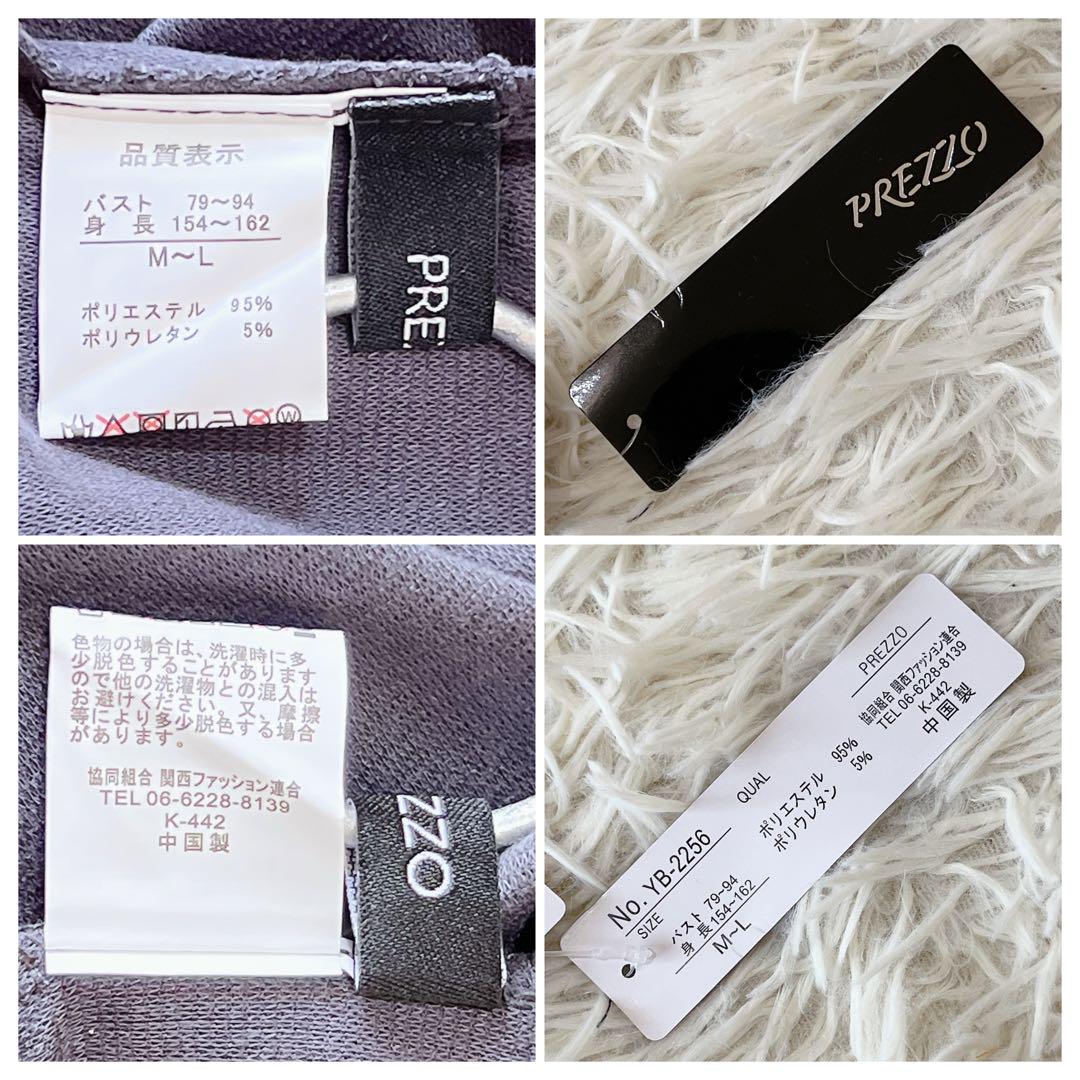 品質表示
バスト 79～94
身 長 154～162
M～L
ポリエステル 95%
ポリウレタン 5%
W
PRE
PREZZO
色物の場合は、洗濯時に多
少脱色することがあります
ので他の洗濯物との混入は
お避けください。又、摩擦
等により多少脱色する場合
があります。
協同組合 関西ファッション連合
TEL 06-6228-8139
K-442
中国製
ZZO
No. YB-2256
SIZE
バスト 79～94
身 長 154～162
M～L
QUAL
ポリエステル 95%
ポリウレタン 5%
PREZZO
協同組合 関西ファッション連合
TEL 06-6228-8139
K-442
中国製